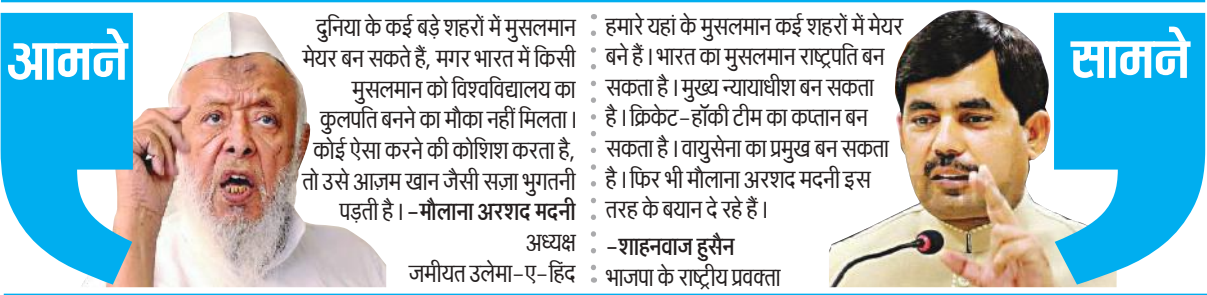 आमने
दुनिया के कई बड़े शहरों में मुसलमान
मेयर बन सकते हैं, मगर भारत में किसी
मुसलमान को विश्वविद्यालय का
कुलपति बनने का मौका नहीं मिलता।
कोई ऐसा करने की कोशिश करता है,
तो उसे आज़म खान जैसी सज़ा भुगतनी
पड़ती है। -मौलाना अरशद मदनी
अध्यक्ष
जमीयत उलेमा-ए-हिंद
हमारे यहां के मुसलमान कई शहरों में मेयर
बने हैं। भारत का मुसलमान राष्ट्रपति बन
सकता है। मुख्य न्यायाधीश बन सकता
है। क्रिकेट-हॉकी टीम का कप्तान बन
सकता है। वायुसेना का प्रमुख बन सकता
है। फिर भी मौलाना अरशद मदनी इस
तरह के बयान दे रहे हैं।
-शाहनवाज हुसैन
भाजपा के राष्ट्रीय प्रवक्ता
सामने